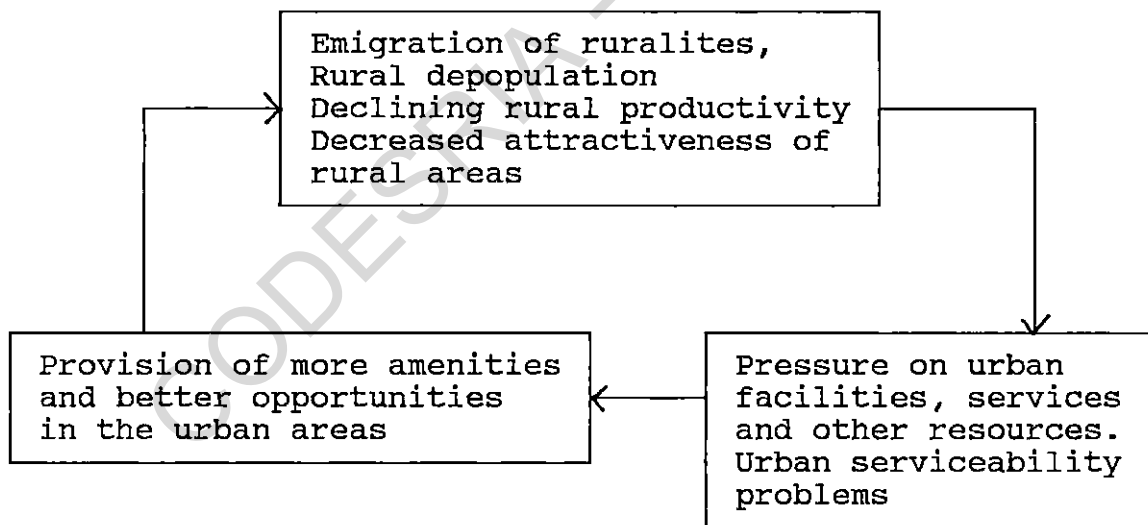 Emigration of ruralites,
Rural depopulation
Declining rural productivity
Decreased attractiveness of
rural areas
Provision of more amenities
and better opportunities
in the urban areas
Pressure on urban
facilities, services
and other resources.
Urban serviceability
problems
CODESRIA -